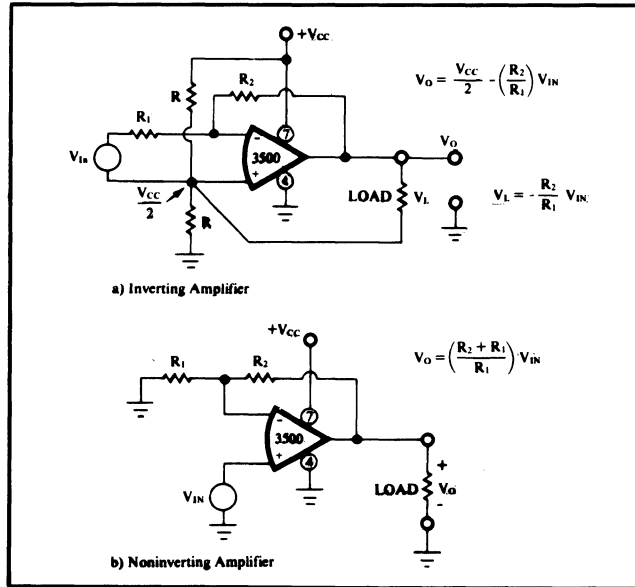 +VCC
R2
R
R1
VIn
-
7
3500
+
4
VCC
2
R
LOAD
VL
VO
VO = VCC/2 - (R2/R1) VIN
VL = - R2/R1 VIN
a) Inverting Amplifier
+VCC
R1
R2
VO = (R2 + R1/R1) VIN
-
7
3500
+
4
VIN
LOAD
+
VO
-
b) Noninverting Amplifier